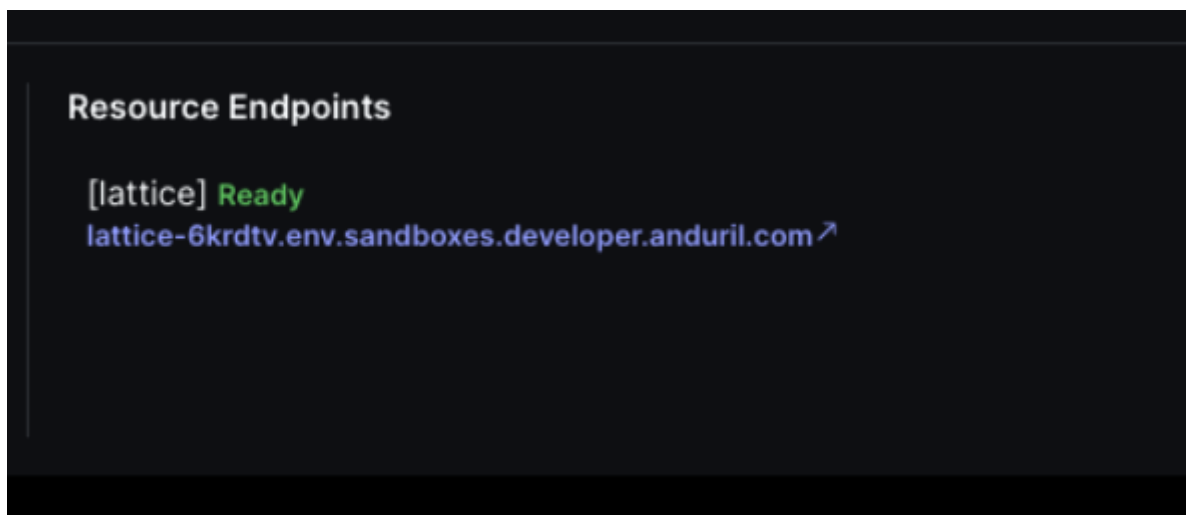 Resource Endpoints
[lattice] Ready
lattice-6krdtv.env.sandboxes.developer.anduril.com↗